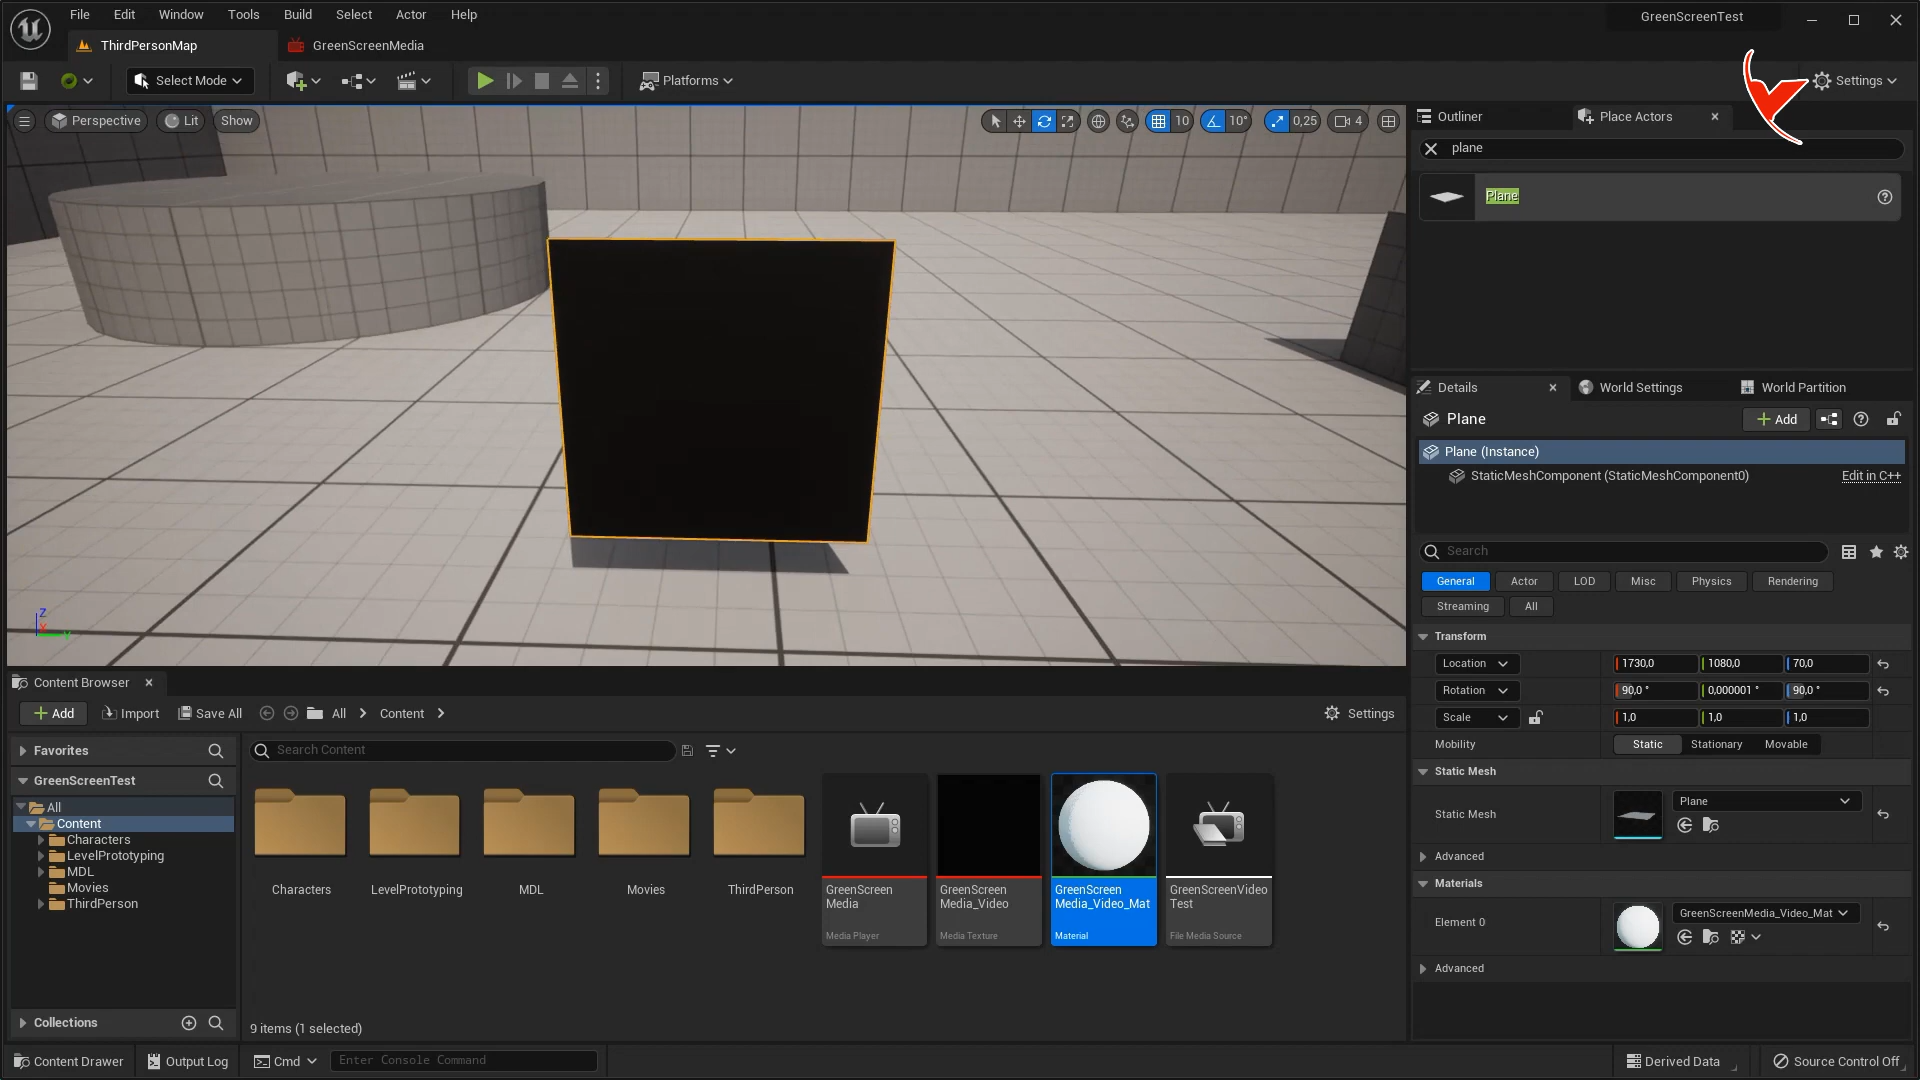 File Edit Window Tools Build Select Actor Help
GreenScreenTest
ThirdPersonMap
GreenScreenMedia
Select Mode
Platforms
Settings
Perspective
Lit
Show
10
10°
0,25
4
Outliner
Place Actors
plane
Plane
Details
World Settings
World Partition
Plane
Add
Plane (Instance)
StaticMeshComponent (StaticMeshComponent0)
Edit in C++
Search
General Actor LOD Misc Physics Rendering
Streaming All
Transform
Location 1730,0 1080,0 70,0
Rotation 90,0 ° 0,000001 ° 90,0 °
Scale 1,0 1,0 1,0
Mobility Static Stationary Movable
Static Mesh
Static Mesh Plane
Advanced
Materials
Element 0 GreenScreenMedia_Video_Mat
Advanced
X
Y
Z
Content Browser
Add Import Save All All Content Settings
Favorites
GreenScreenTest
All
Content
Characters
LevelPrototyping
MDL
Movies
ThirdPerson
Collections
Search Content
Characters
LevelPrototyping
MDL
Movies
ThirdPerson
GreenScreen
Media
Media Player
GreenScreen
Media_Video
Media Texture
GreenScreen
Media_Video_Mat
Material
GreenScreenVideo
Test
File Media Source
9 items (1 selected)
Content Drawer Output Log Cmd Enter Console Command Derived Data Source Control Off